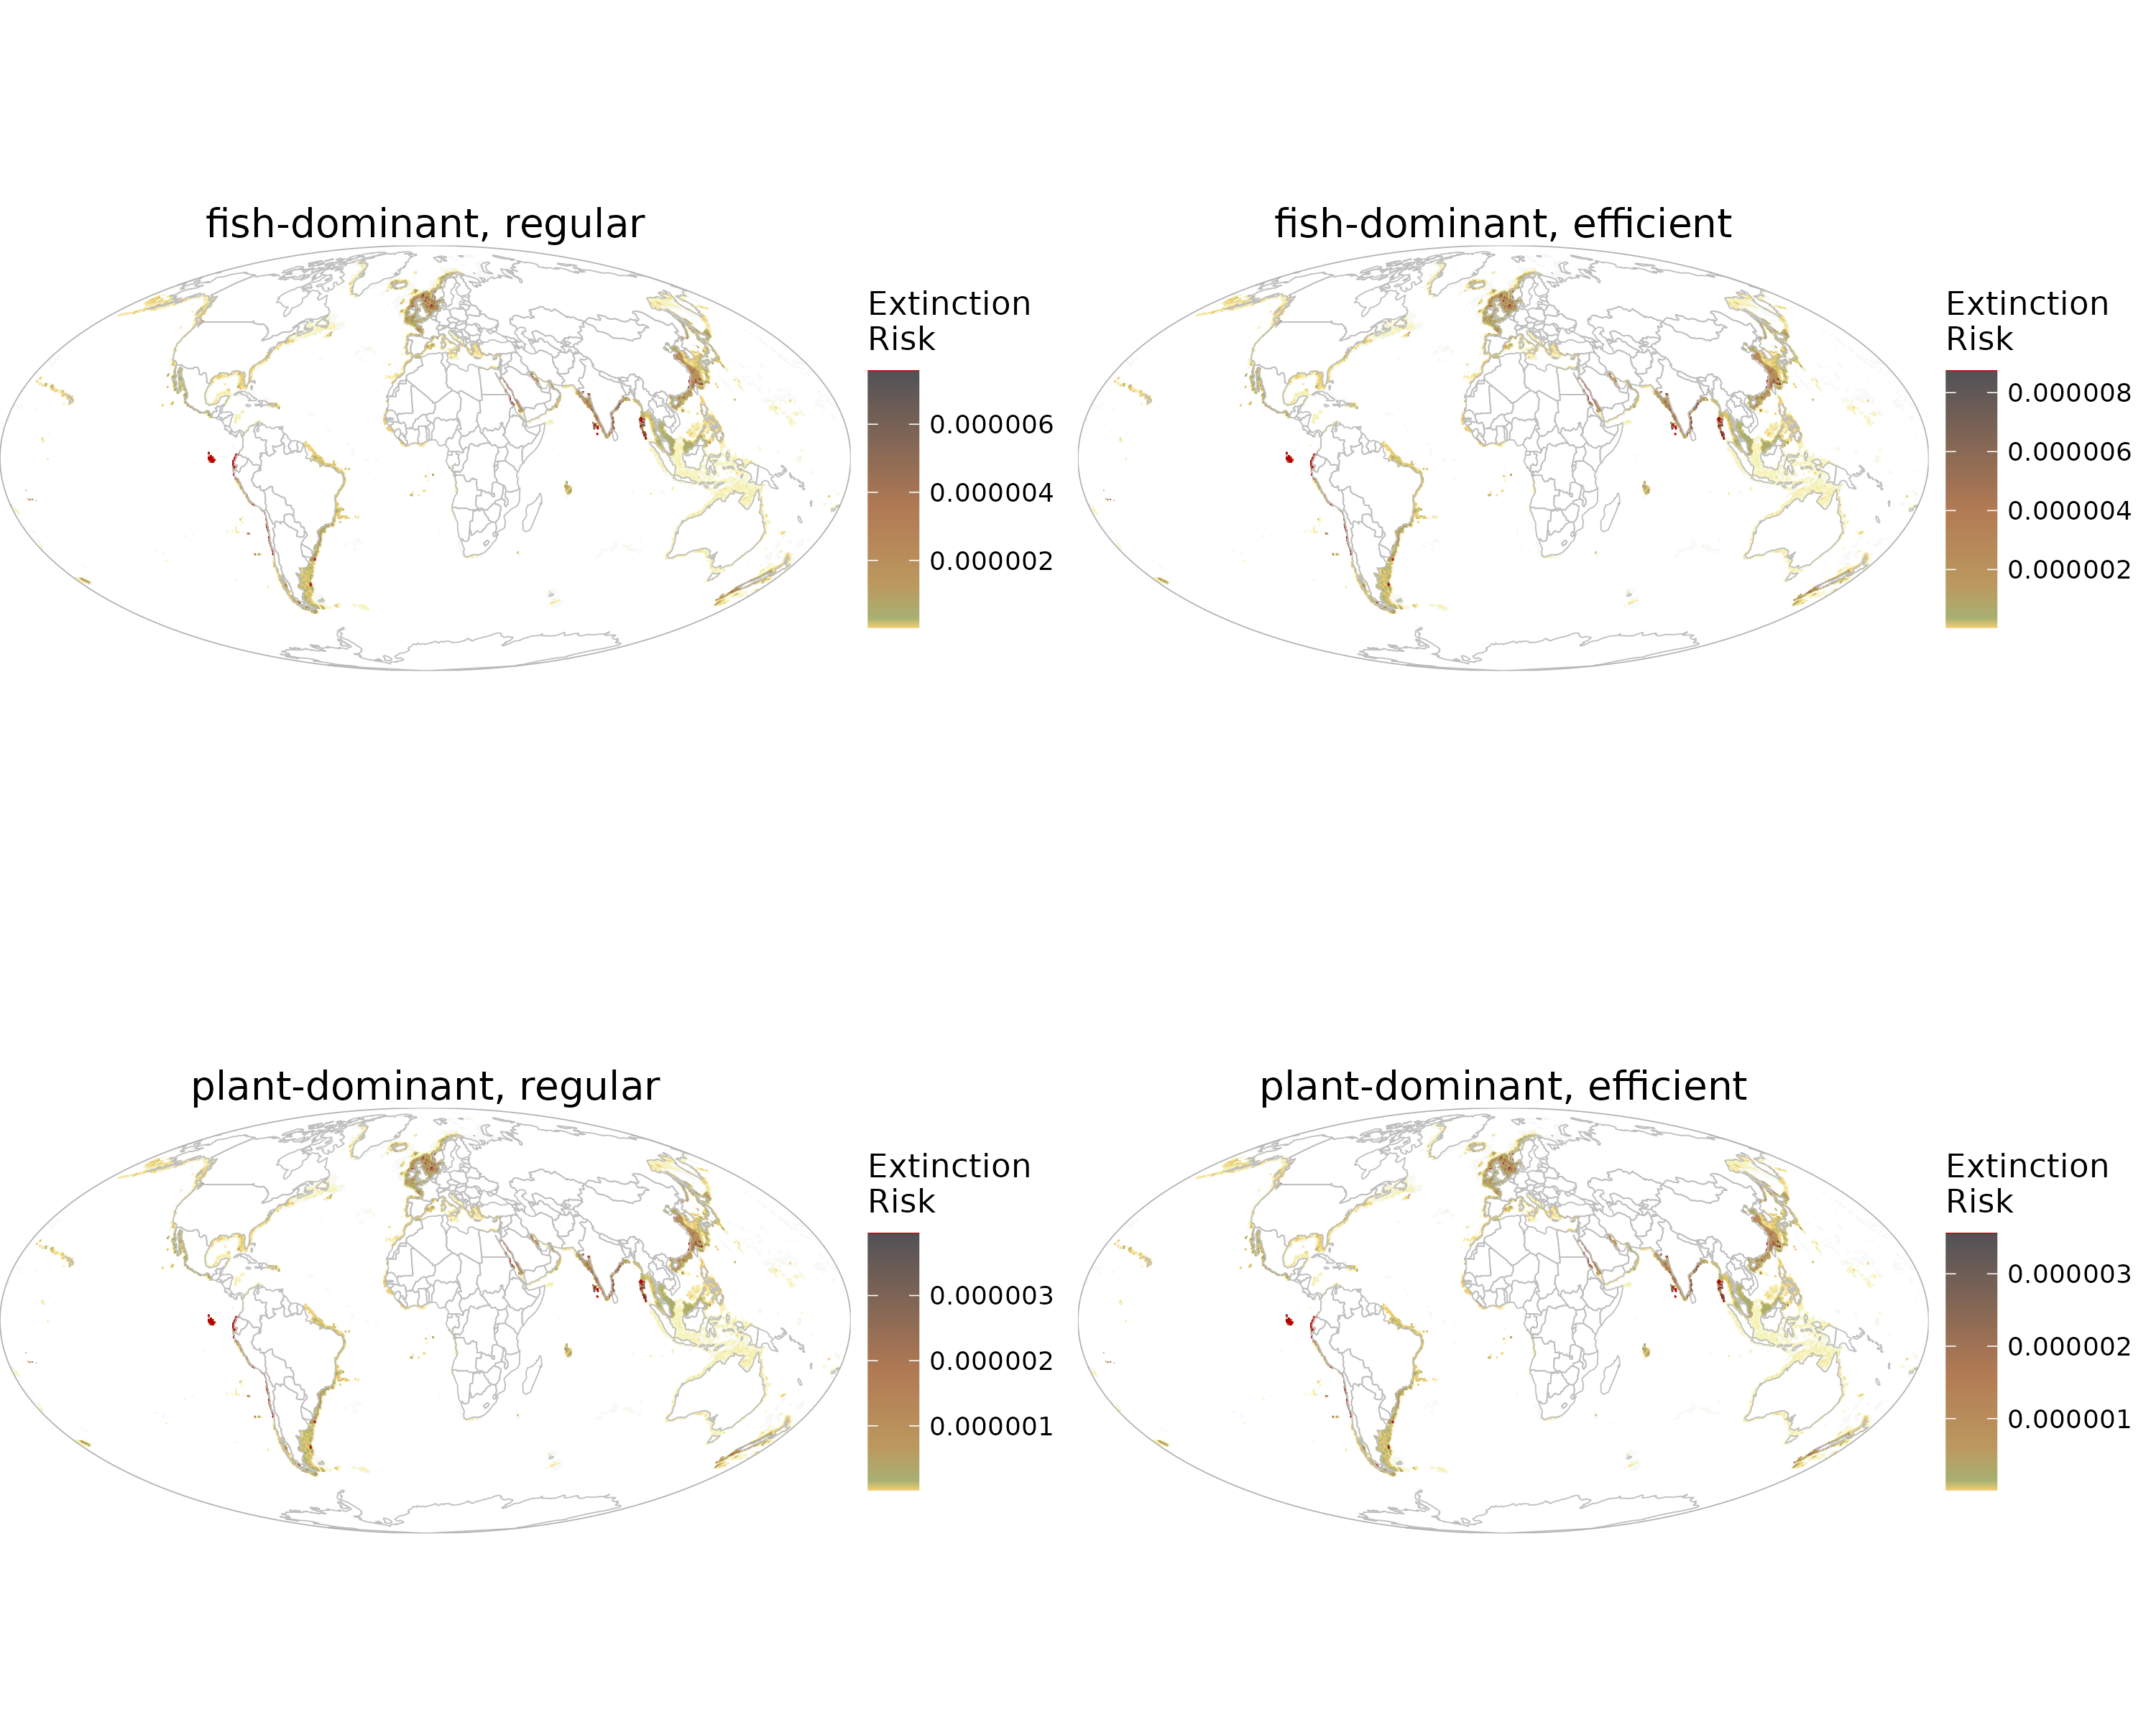 fish-dominant, regular
Extinction
Risk
0.000006
0.000004
0.000002
fish-dominant, efficient
Extinction
Risk
0.000008
0.000006
0.000004
0.000002
plant-dominant, regular
Extinction
Risk
0.000003
0.000002
0.000001
plant-dominant, efficient
Extinction
Risk
0.000003
0.000002
0.000001